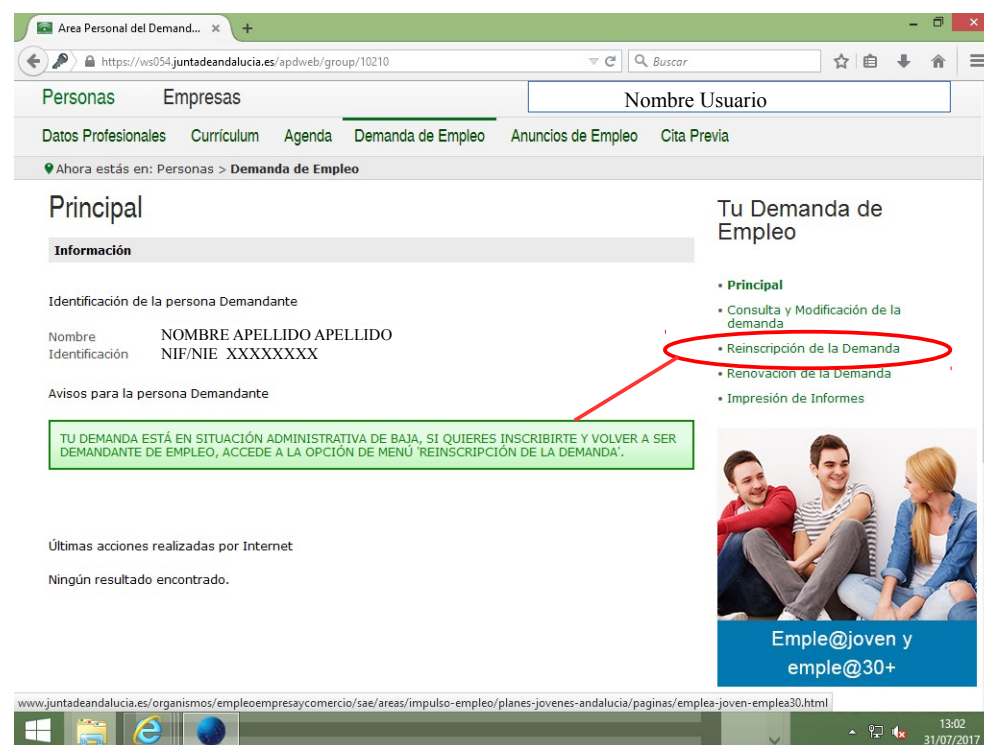 Area Personal del Demand...
https://ws054.juntadeandalucia.es/apdweb/group/10210
Buscar
Personas
Empresas
Nombre Usuario
Datos Profesionales
Currículum
Agenda
Demanda de Empleo
Anuncios de Empleo
Cita Previa
Ahora estás en: Personas > Demanda de Empleo
Principal
Información
Identificación de la persona Demandante
Nombre NOMBRE APELLIDO APELLIDO
Identificación NIF/NIE XXXXXXXX
Avisos para la persona Demandante
TU DEMANDA ESTÁ EN SITUACIÓN ADMINISTRATIVA DE BAJA, SI QUIERES INSCRIBIRTE Y VOLVER A SER
DEMANDANTE DE EMPLEO, ACCEDE A LA OPCIÓN DE MENÚ 'REINSCRIPCIÓN DE LA DEMANDA'.
Últimas acciones realizadas por Internet
Ningún resultado encontrado.
Tu Demanda de
Empleo
Principal
Consulta y Modificación de la
demanda
Reinscripción de la Demanda
Renovación de la Demanda
Impresión de Informes
Emple@joven y
emple@30+
www.juntadeandalucia.es/organismos/empleoempresaycomercio/sae/areas/impulso-empleo/planes-jovenes-andalucia/paginas/emplea-joven-emplea30.html
13:02
31/07/2017